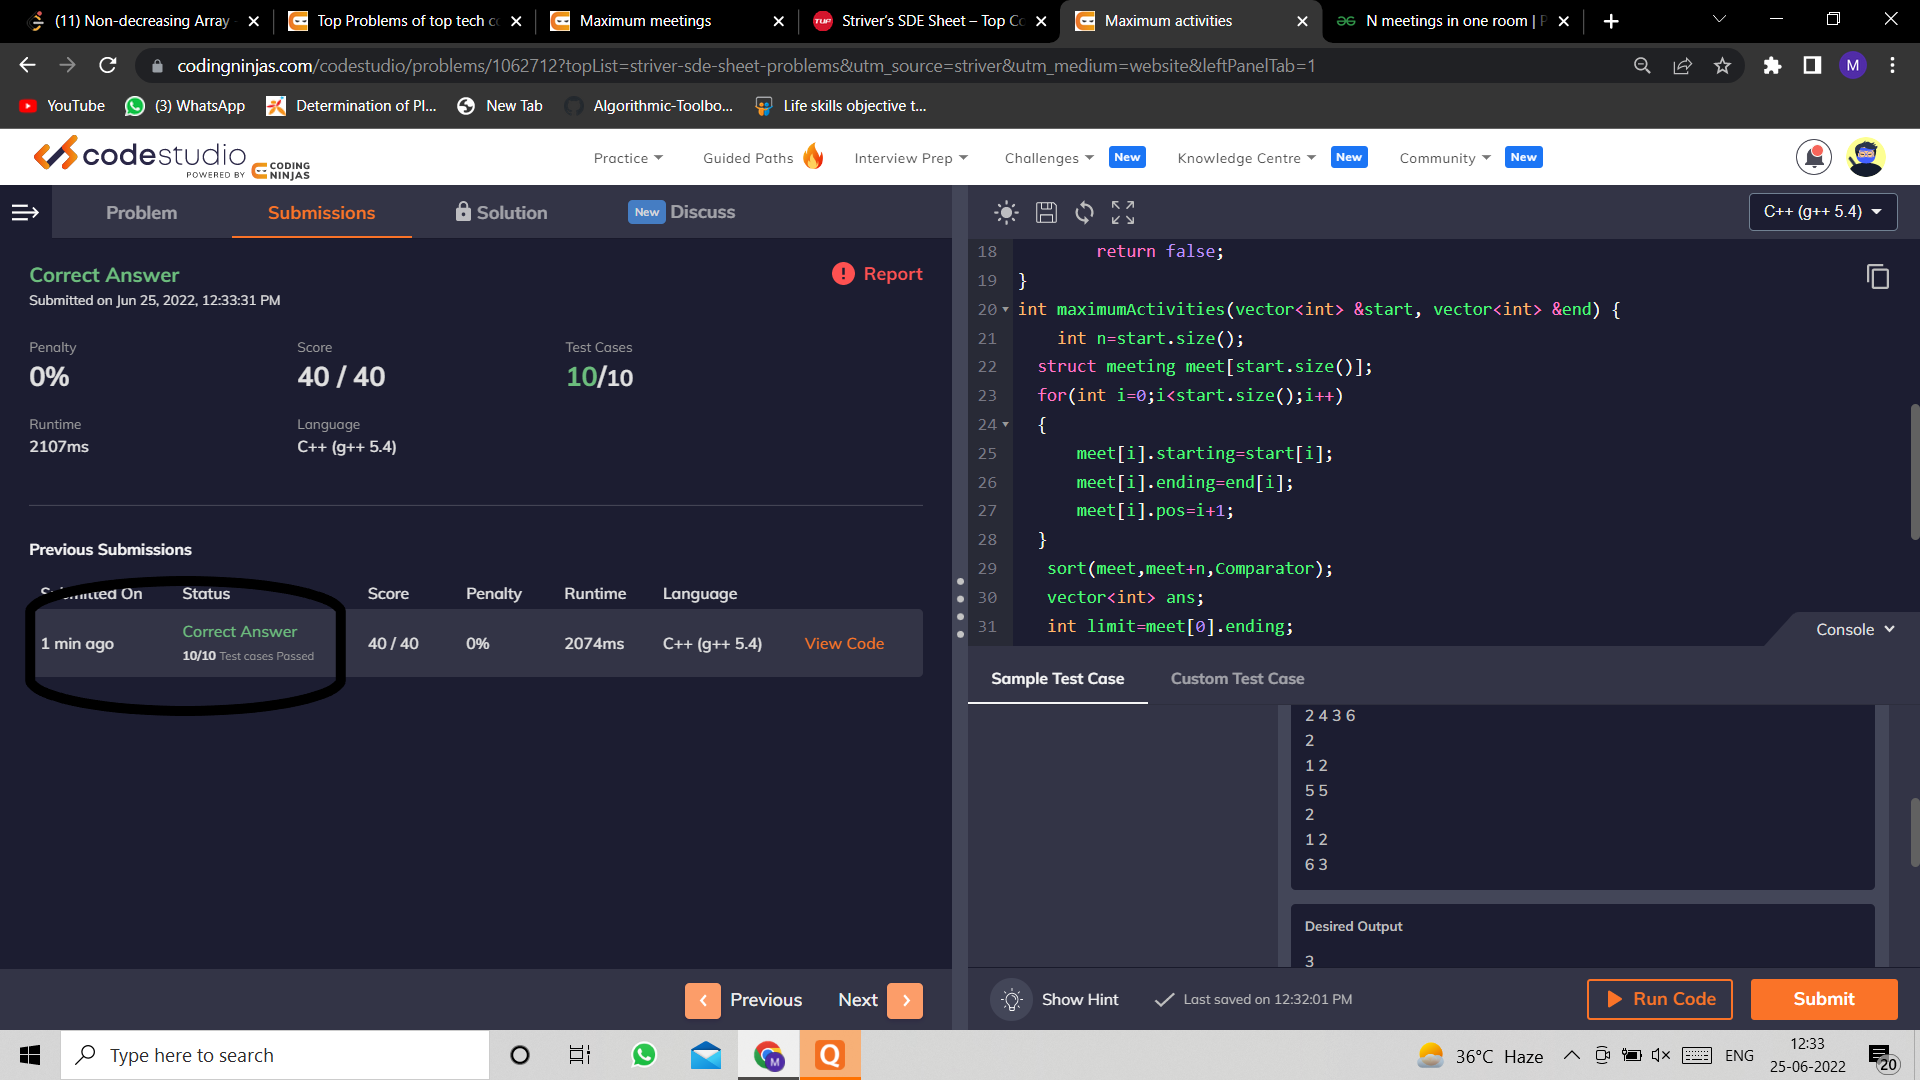 (11) Non-decreasing Array
Top Problems of top tech co
Maximum meetings
TUF
Striver's SDE Sheet – Top Co
Maximum activities
N meetings in one room | P
codingninjas.com/codestudio/problems/1062712?topList=striver-sde-sheet-problems&utm_source=striver&utm_medium=website&leftPanelTab=1
M
YouTube
(3) WhatsApp
Determination of Pl...
New Tab
Algorithmic-Toolbo...
Life skills objective t...
codestudio
POWERED BY CODING NINJAS
Practice
Guided Paths
Interview Prep
Challenges New
Knowledge Centre New
Community New
Problem
Submissions
Solution
New Discuss
C++ (g++ 5.4)
Correct Answer
Report
Submitted on Jun 25, 2022, 12:33:31 PM
Penalty
Score
Test Cases
0%
40 / 40
10/10
Runtime
Language
2107ms
C++ (g++ 5.4)
Previous Submissions
Submitted On Status Score Penalty Runtime Language
1 min ago
Correct Answer
10/10 Test cases Passed
40 / 40 0% 2074ms C++ (g++ 5.4) View Code
Previous
Next
18 return false;
19 }
20 int maximumActivities(vector<int> &start, vector<int> &end) {
21 int n=start.size();
22 struct meeting meet[start.size()];
23 for(int i=0;i<start.size();i++)
24 {
25 meet[i].starting=start[i];
26 meet[i].ending=end[i];
27 meet[i].pos=i+1;
28 }
29 sort(meet,meet+n,Comparator);
30 vector<int> ans;
31 int limit=meet[0].ending;
Console
Sample Test Case
Custom Test Case
2 4 3 6
2
1 2
5 5
2
1 2
6 3
Desired Output
3
Show Hint
Last saved on 12:32:01 PM
Run Code
Submit
Type here to search
M
Q
36°C Haze
ENG
12:33
25-06-2022
20